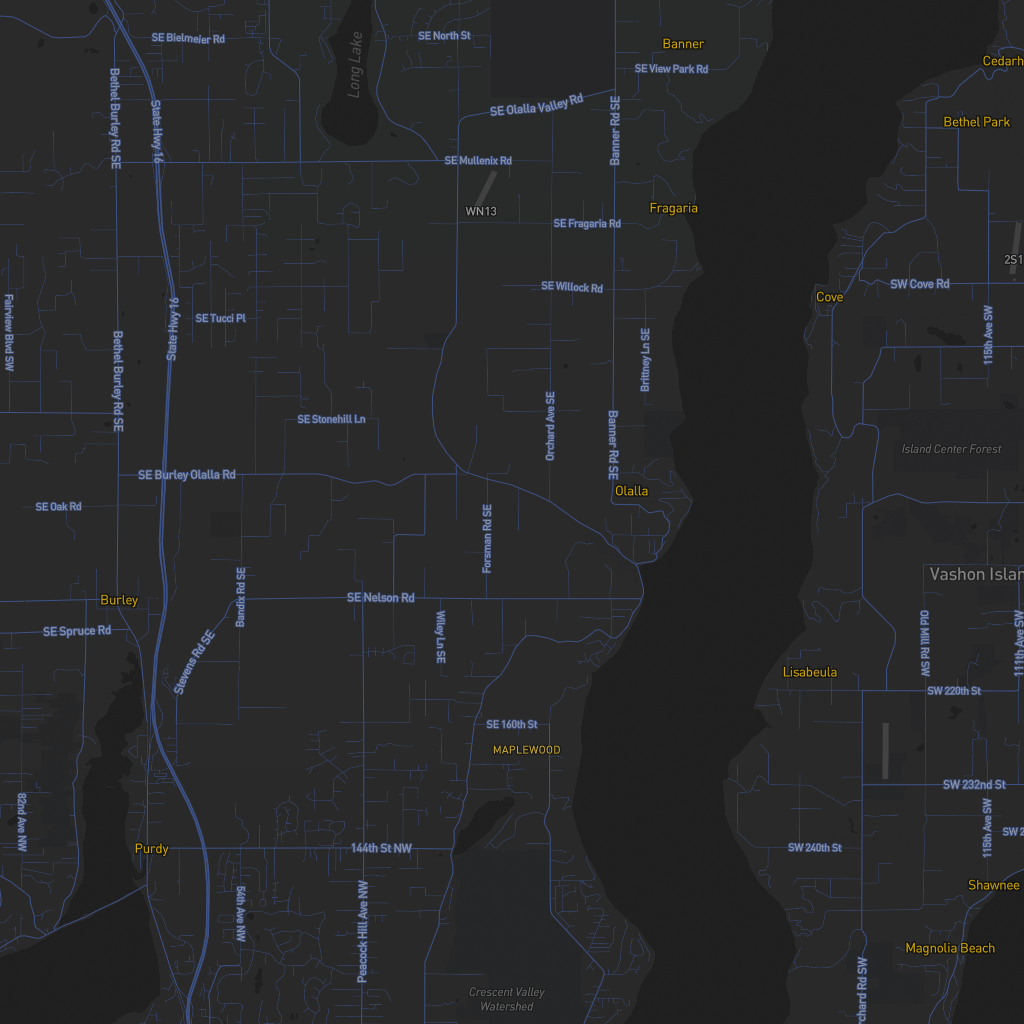 SE North St
SE Bielmeier Rd
Banner
Long Lake
SE View Park Rd
SE Olalla Valley Rd
Bethel Burley Rd SE
State Hwy 16
Banner Rd SE
Bethel Park
SE Mullenix Rd
WN13
Fragaria
SE Fragaria Rd
SE Willock Rd
SW Cove Rd
Cove
Fairview Blvd SW
SE Tucci Pl
State Hwy 16
115th Ave SW
Brittney Ln SE
Bethel Burley Rd SE
SE Stonehill Ln
Orchard Ave SE
Banner Rd SE
Island Center Forest
SE Burley Olalla Rd
Olalla
SE Oak Rd
Forsman Rd SE
Burley
Bandix Rd SE
SE Nelson Rd
SE Spruce Rd
Wiley Ln SE
Old Mill Rd SW
111th Ave SW
Stevens Rd SE
Lisabeula
SW 220th St
SE 160th St
MAPLEWOOD
SW 232nd St
82nd Ave NW
115th Ave SW
Purdy
144th St NW
SW 240th St
Shawnee
54th Ave NW
Peacock Hill Ave NW
Magnolia Beach
Crescent Valley
Watershed